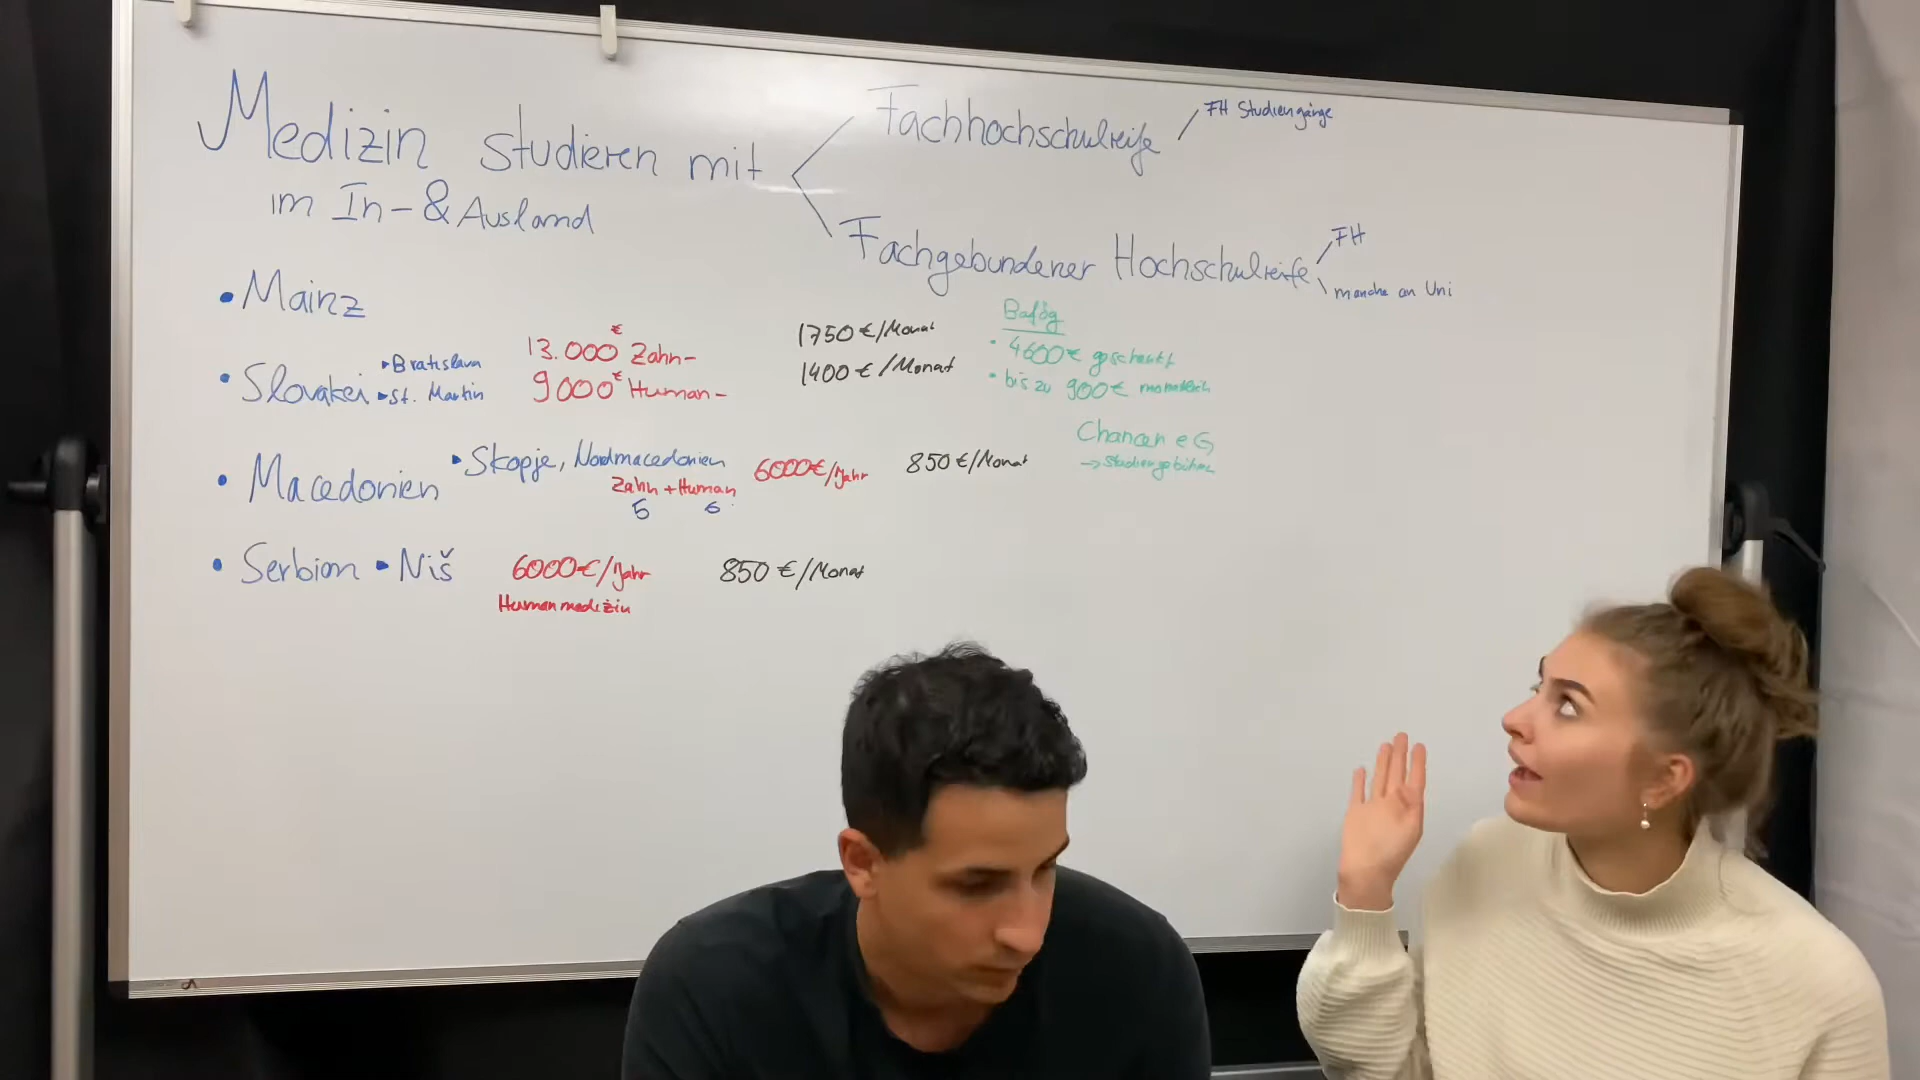 Medizin studieren mit
im In- & Ausland
Fachhochschulreife
FH Studiengänge
Fachgebundener Hochschulreife
FH
manche an Uni
• Mainz
• Slovakei
Bratislava
St. Martin
13.000 € Zahn-
9000 € Human-
1750 €/Monat
1400 €/Monat
Bafög
• 4600 € geschenkt
• bis zu 900 € monatlich
• Macedonien
Skopje, Nordmacedonien
Zahn + Human
5 6
6000€/Jahr
850 €/Monat
Chancen eG
→ Studiengebühren
• Serbien • Niš
6000€/Jahr
Humanmedizin
850 €/Monat